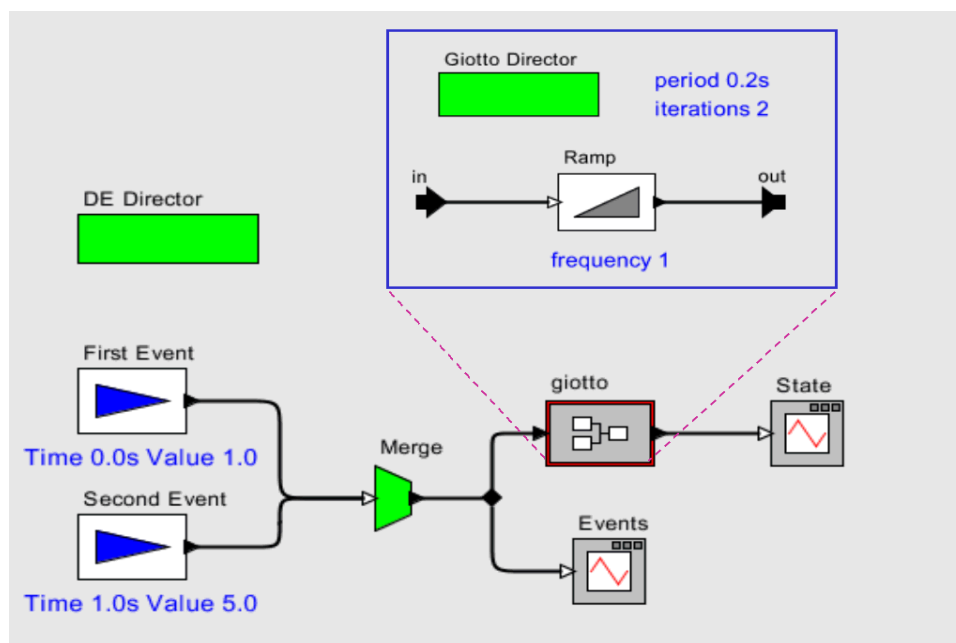 Giotto Director
period 0.2s
iterations 2
Ramp
in
out
frequency 1
DE Director
First Event
Time 0.0s Value 1.0
Second Event
Time 1.0s Value 5.0
Merge
giotto
State
Events